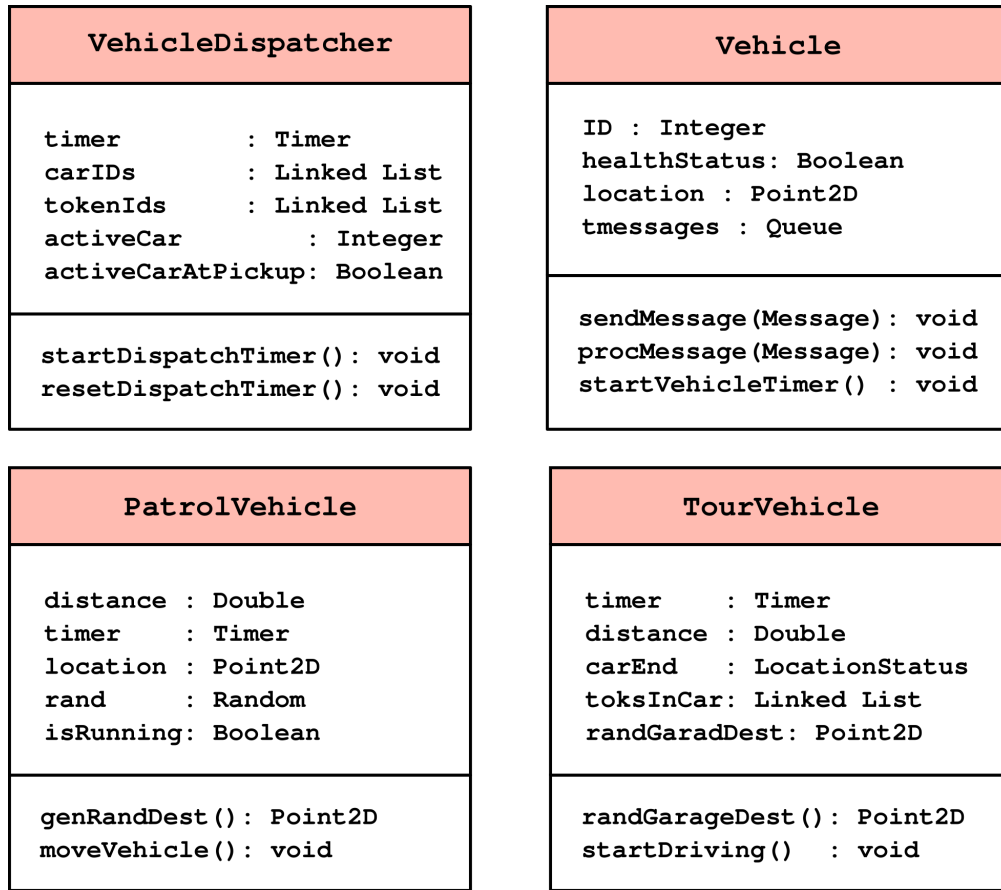 VehicleDispatcher
timer : Timer
carIDs : Linked List
tokenIds : Linked List
activeCar : Integer
activeCarAtPickup: Boolean
startDispatchTimer(): void
resetDispatchTimer(): void
Vehicle
ID : Integer
healthStatus: Boolean
location : Point2D
tmessages : Queue
sendMessage(Message): void
procMessage(Message): void
startVehicleTimer() : void
PatrolVehicle
distance : Double
timer : Timer
location : Point2D
rand : Random
isRunning: Boolean
genRandDest(): Point2D
moveVehicle(): void
TourVehicle
timer : Timer
distance : Double
carEnd : LocationStatus
toksInCar: Linked List
randGaradDest: Point2D
randGarageDest(): Point2D
startDriving() : void